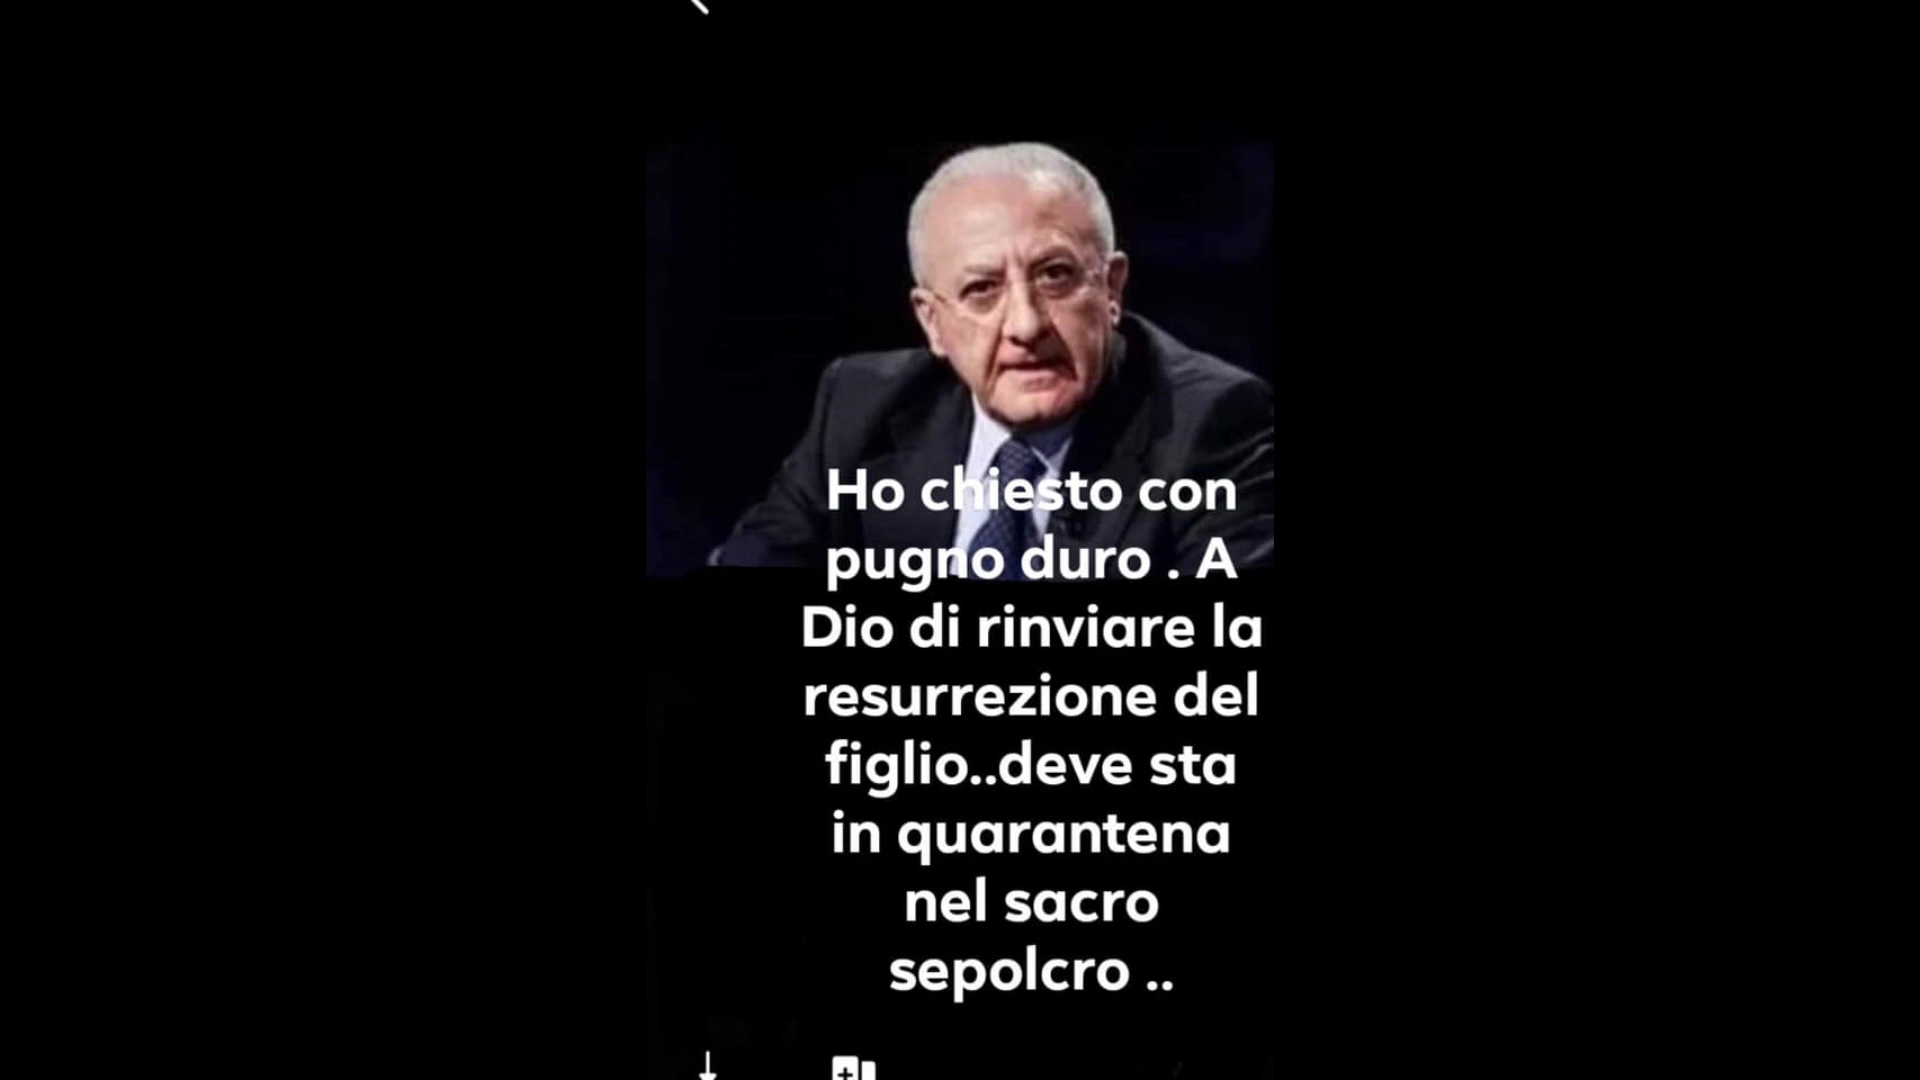 Ho chiesto con
pugno duro . A
Dio di rinviare la
resurrezione del
figlio..deve sta
in quarantena
nel sacro
sepolcro ..